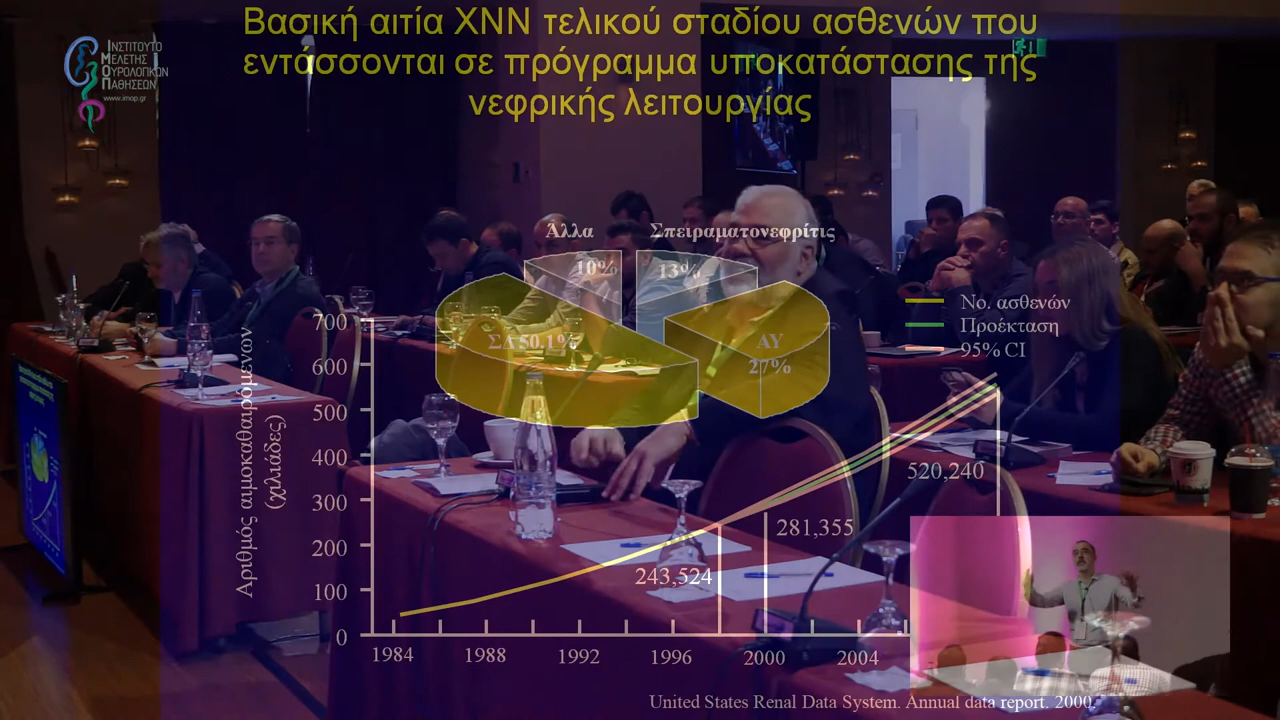 Βασική αιτία ΧΝΝ τελικού σταδίου ασθενών που
εντάσσονται σε πρόγραμμα υποκατάστασης της
νεφρικής λειτουργίας
ΙΝΣΤΙΤΟΥΤΟ
ΜΕΛΕΤΗΣ
ΟΥΡΟΛΟΓΙΚΩΝ
ΠΑΘΗΣΕΩΝ
www.imop.gr
Άλλα
Σπειραματονεφρίτις
10%
13%
ΣΔ 50.1%
ΑΥ
27%
No. ασθενών
Προέκταση
95% CI
Αριθμός αιμοκαθαιρόμενων
(χιλιάδες)
700
600
500
400
300
200
100
0
520,240
281,355
243,524
1984
1988
1992
1996
2000
2004
United States Renal Data System. Annual data report. 2000.